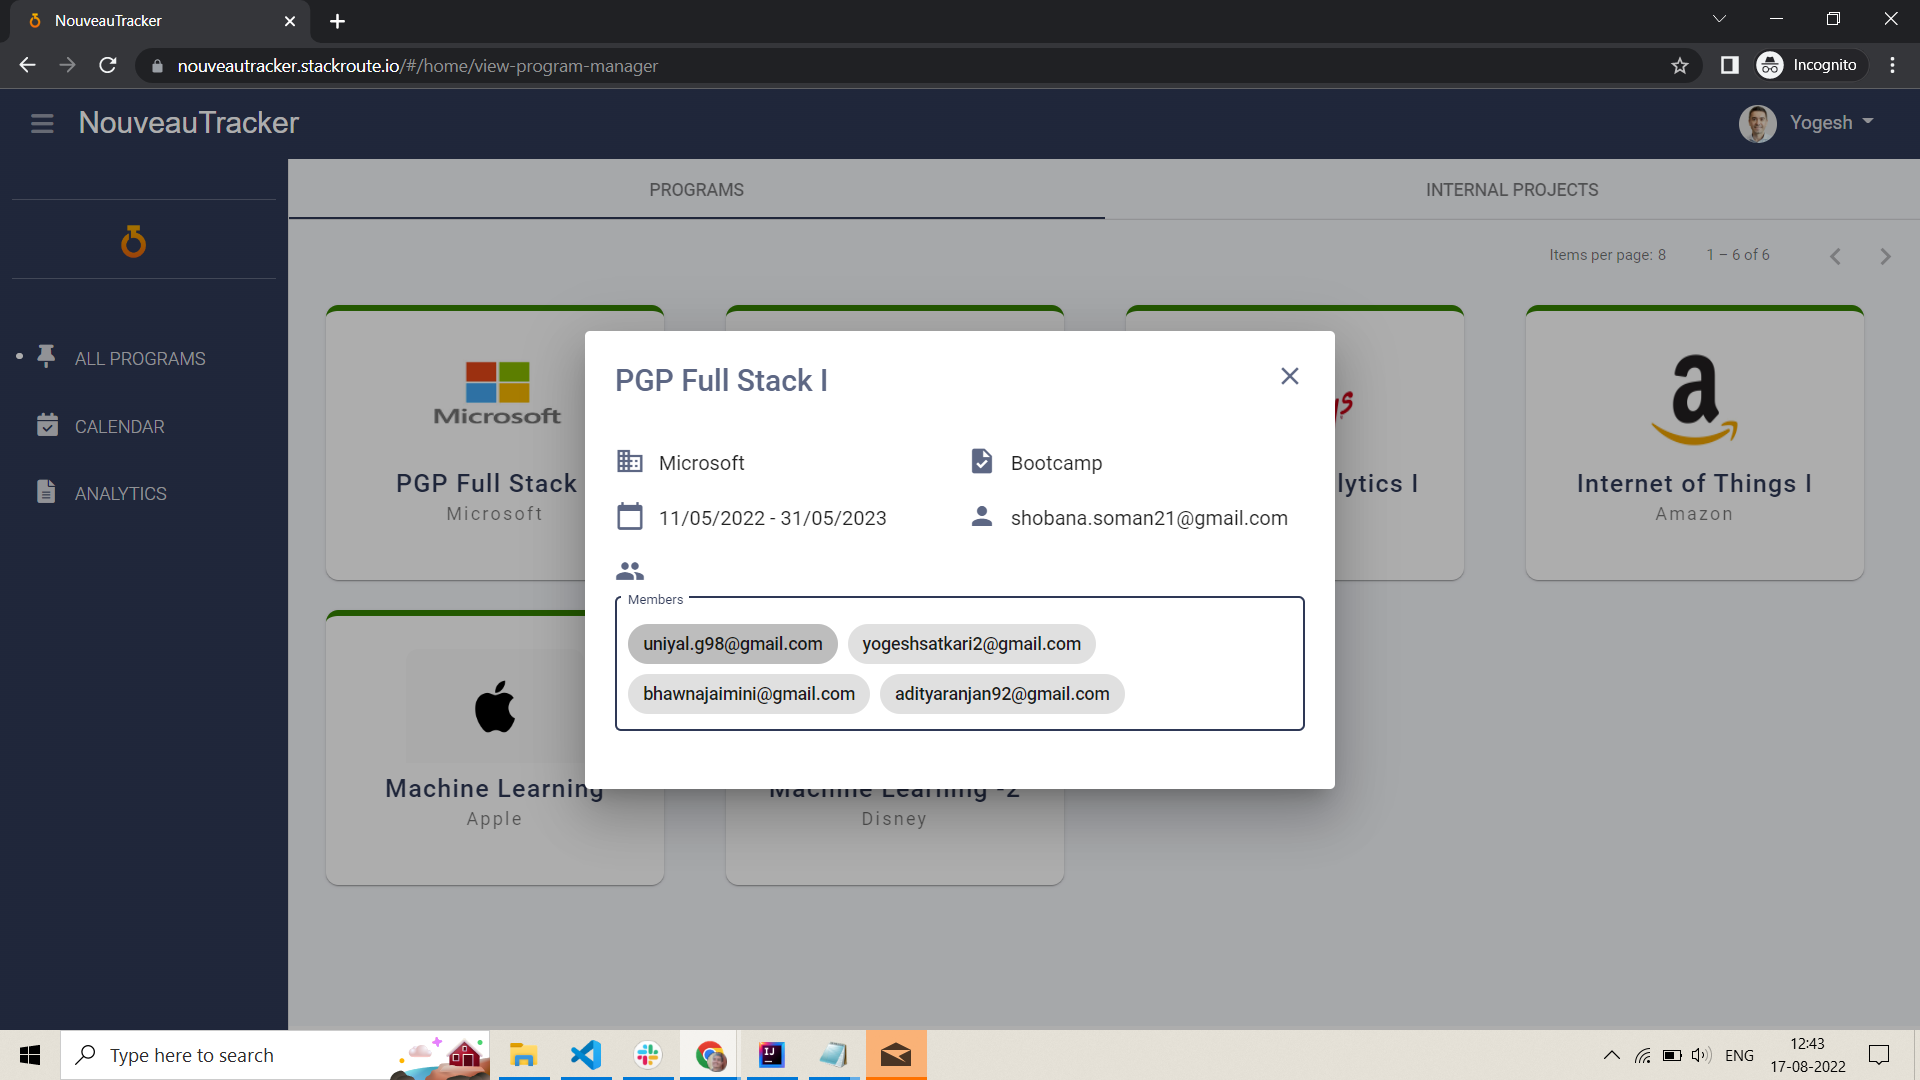 NouveauTracker
nouveautracker.stackroute.io/#/home/view-program-manager
Incognito
NouveauTracker
Yogesh
PROGRAMS
INTERNAL PROJECTS
Items per page: 8
1 – 6 of 6
ALL PROGRAMS
CALENDAR
ANALYTICS
Microsoft
PGP Full Stack
Microsoft
lytics I
a
Internet of Things I
Amazon
PGP Full Stack I
Microsoft
Bootcamp
11/05/2022 - 31/05/2023
shobana.soman21@gmail.com
Members
uniyal.g98@gmail.com
yogeshsatkari2@gmail.com
bhawnajaimini@gmail.com
adityaranjan92@gmail.com
Machine Learning
Apple
Machine Learning -2
Disney
Type here to search
IJ
ENG
12:43
17-08-2022